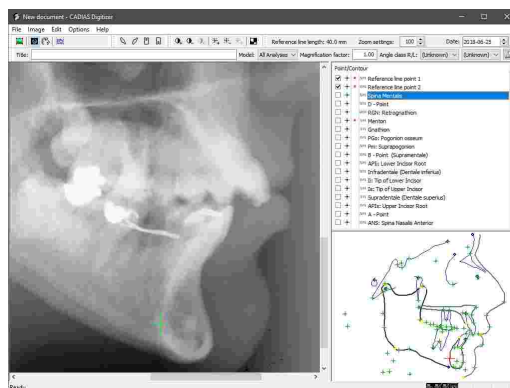 New document - CADIAS Digitizer
File Image Edit Options Help
Reference line length: 40.0 mm Zoom settings: 100 Date: 2018-06-25
Title: Model: All Analyses Magnification factor: 1.00 Angle class R/L: (Unknown) (Unknown)
Point/Contour
Reference line point 1
Reference line point 2
Spina Mentalis
D - Point
RGN: Retrognathion
Menton
Gnathion
PGo: Pogonion osseum
Pm: Suprapogonion
B - Point (Supramentale)
APIi: Lower Incisor Root
Infradentale (Dentale inferius)
Ii: Tip of Lower Incisor
Is: Tip of Upper Incisor
Supradentale (Dentale superius)
APIs: Upper Incisor Root
A - Point
ANS: Spina Nasalis Anterior
Ready